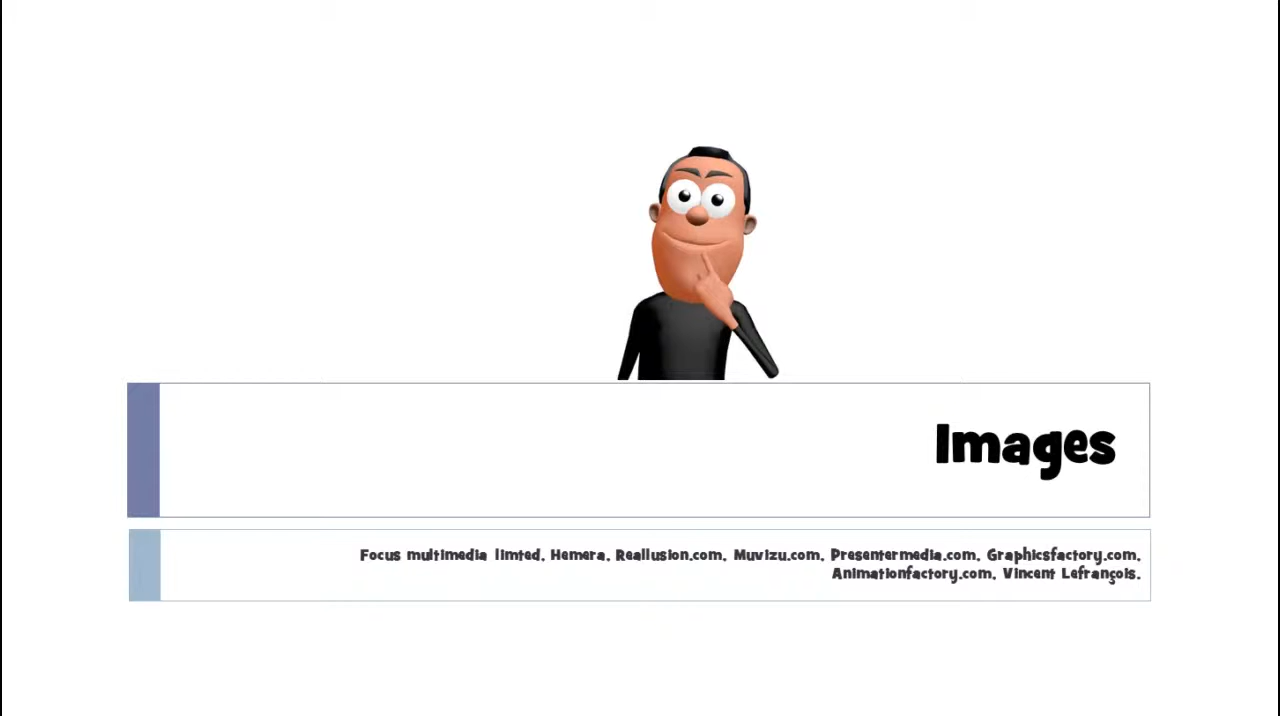 Images
Focus multimedia limted, Hemera, Reallusion.com, Muvizu.com, Presentermedia.com, Graphicsfactory.com,
Animationfactory.com, Vincent Lefrançois.